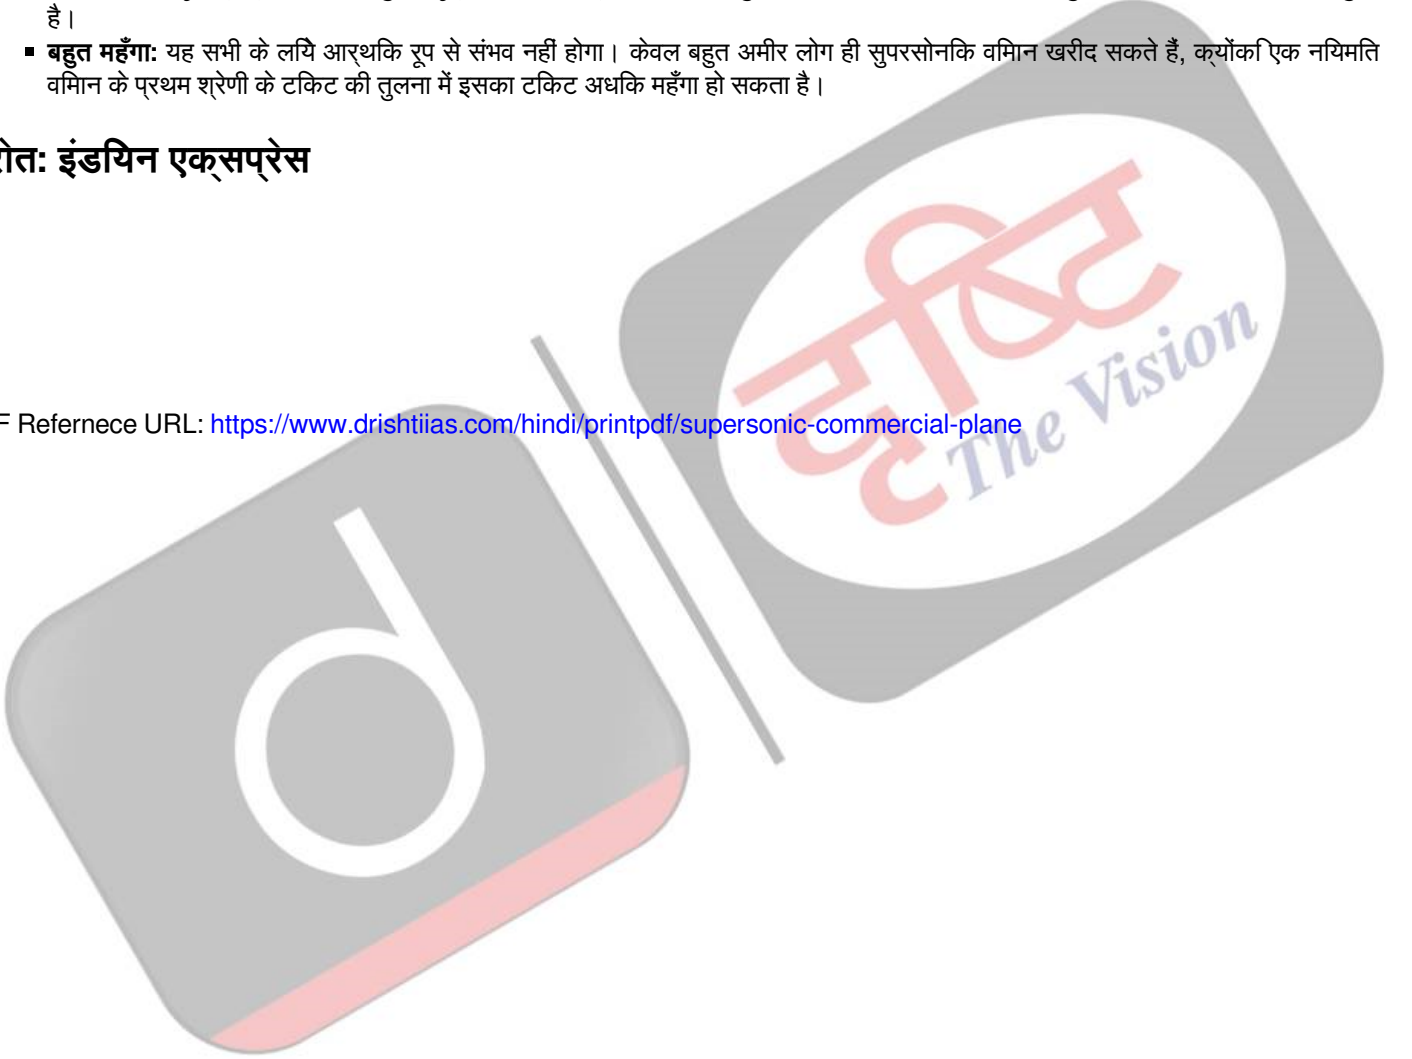 है।
▪ बहुत महँगा: यह सभी के लिये आर्थिक रूप से संभव नहीं होगा। केवल बहुत अमीर लोग ही सुपरसोनिक विमान खरीद सकते हैं, क्योंकि एक नियमित
विमान के प्रथम श्रेणी के टिकट की तुलना में इसका टिकट अधिक महँगा हो सकता है।
रोत: इंडियन एक्सप्रेस
दृष्टि
The Vision
F Refernece URL: https://www.drishtiias.com/hindi/printpdf/supersonic-commercial-plane
d